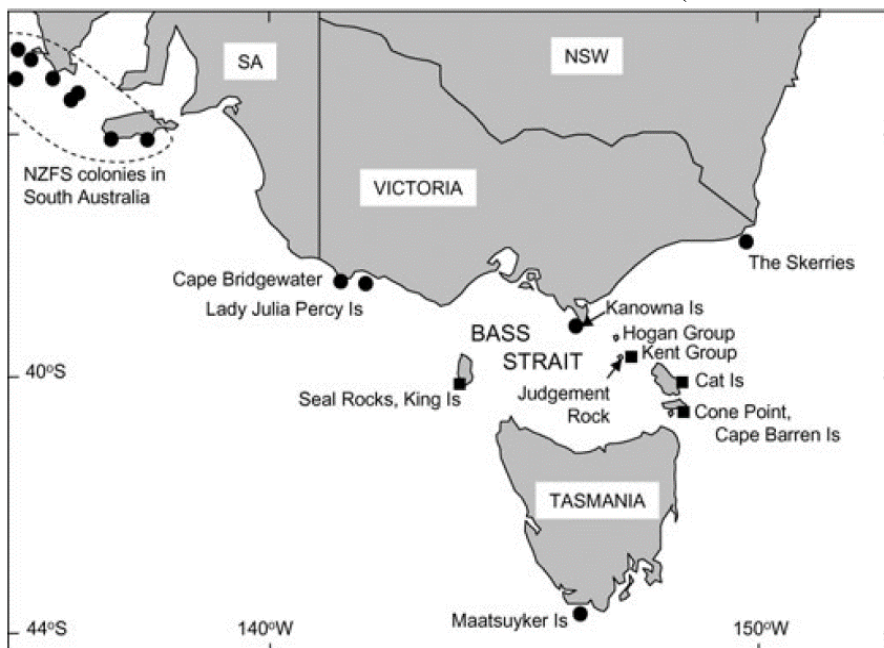 SA
NSW
NZFS colonies in
South Australia
VICTORIA
The Skerries
Cape Bridgewater
Lady Julia Percy Is
Kanowna Is
BASS
STRAIT
Hogan Group
Kent Group
40°S
Cat Is
Seal Rocks, King Is
Judgement
Rock
Cone Point,
Cape Barren Is
TASMANIA
Maatsuyker Is
44°S
140°W
150°W